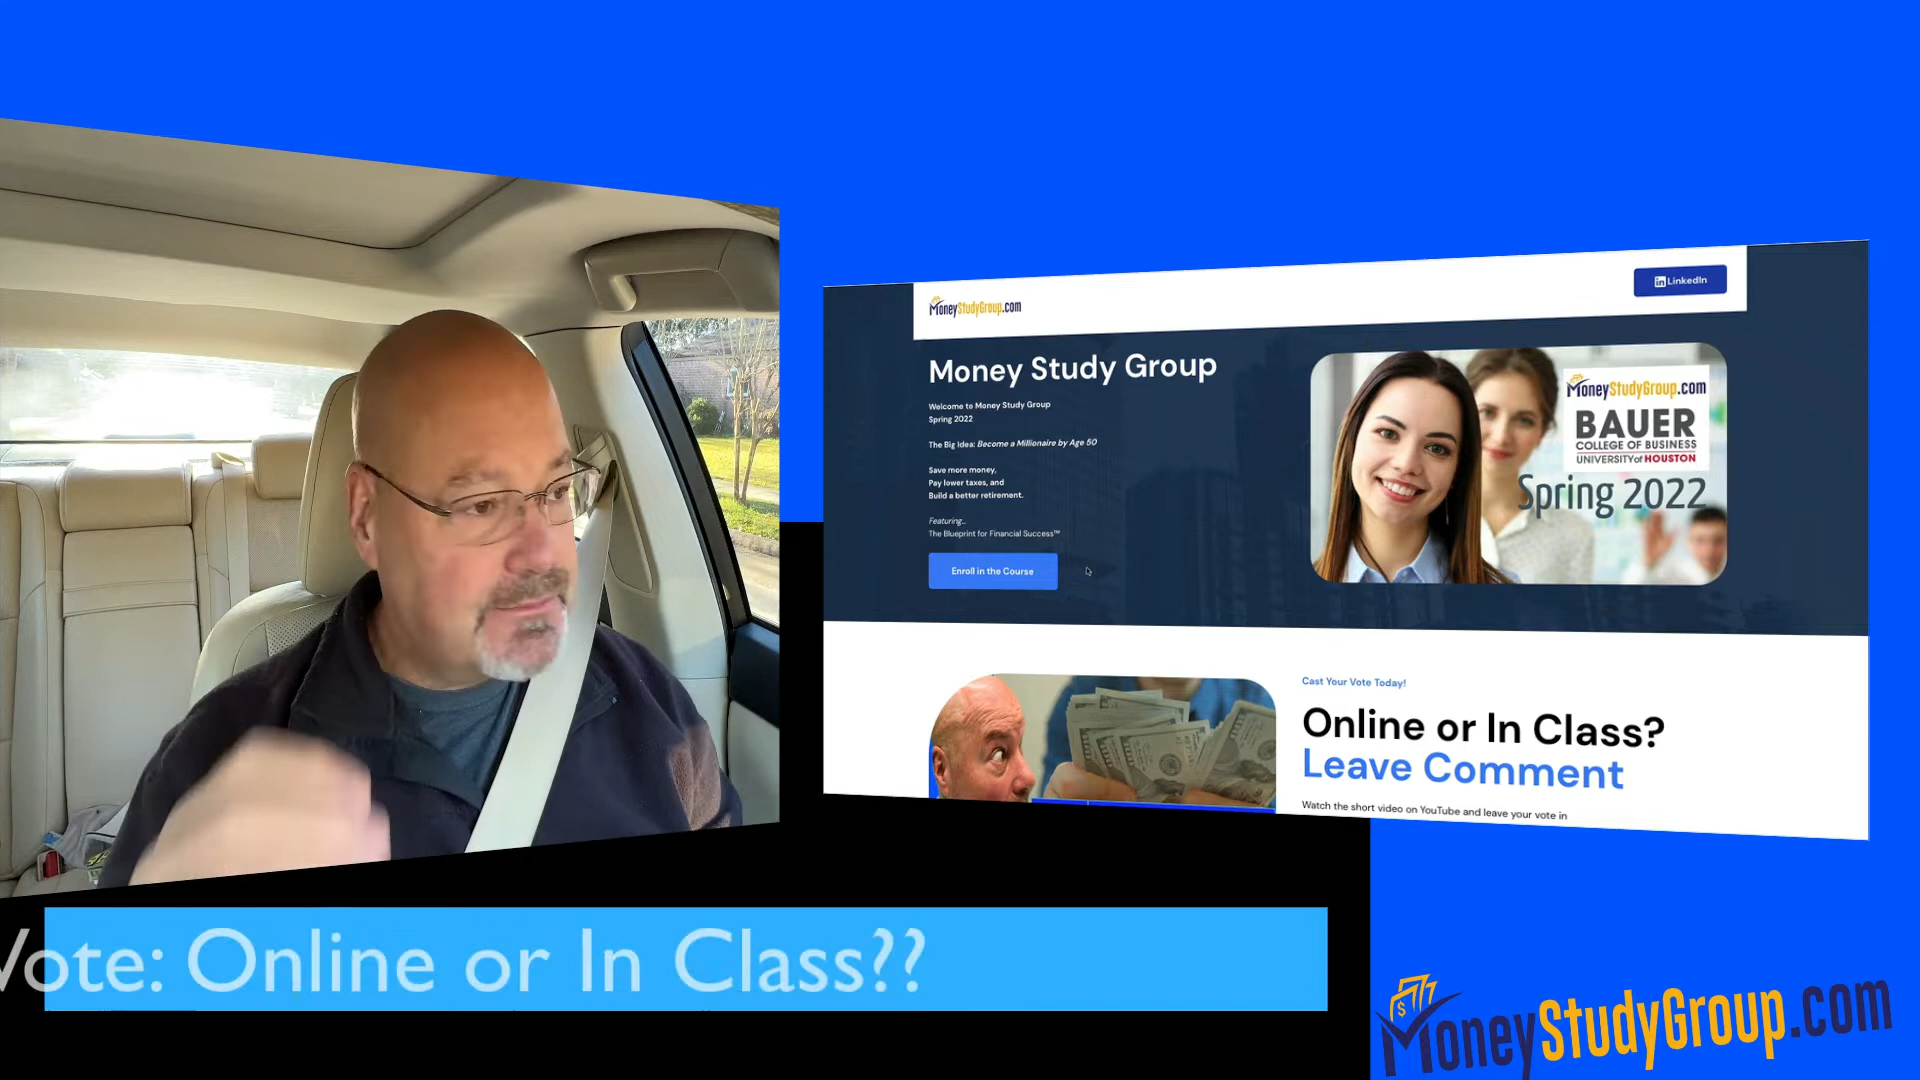 LinkedIn
MoneyStudyGroup.com
Money Study Group
Welcome to Money Study Group
Spring 2022
The Big Idea: Become a Millionaire by Age 50
Save more money,
Pay lower taxes, and
Build a better retirement.
Featuring...
The Blueprint for Financial Success™
Enroll in the Course
MoneyStudyGroup.com
BAUER
COLLEGE OF BUSINESS
UNIVERSITY of HOUSTON
Spring 2022
Cast Your Vote Today!
Online or In Class?
Leave Comment
Watch the short video on YouTube and leave your vote in
Vote: Online or In Class??
MoneyStudyGroup.com